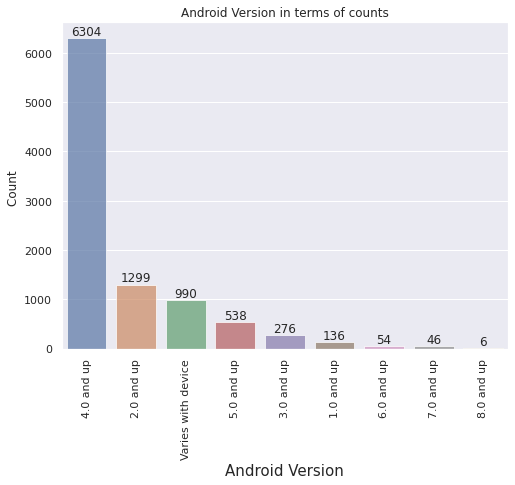 Android Version in terms of counts
6304
1299
990
538
276
136
54
46
6
6000
5000
4000
3000
2000
1000
0
Count
4.0 and up
2.0 and up
Varies with device
5.0 and up
3.0 and up
1.0 and up
6.0 and up
7.0 and up
8.0 and up
Android Version